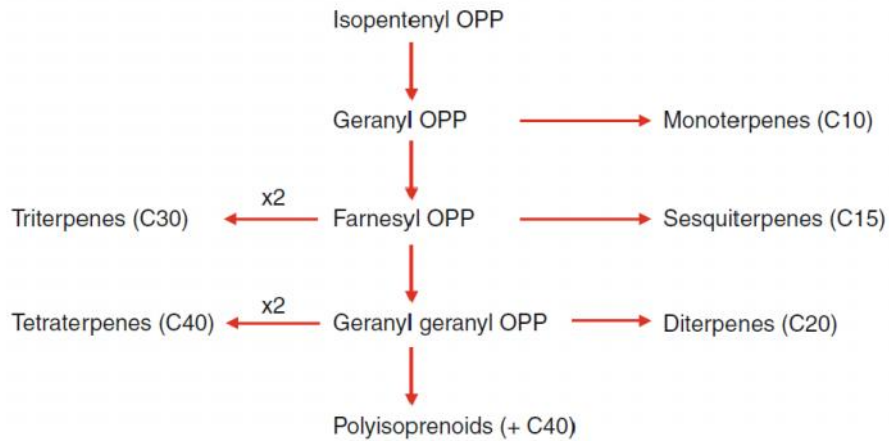 Isopentenyl OPP
Geranyl OPP
Monoterpenes (C10)
x2
Triterpenes (C30)
Farnesyl OPP
Sesquiterpenes (C15)
x2
Tetraterpenes (C40)
Geranyl geranyl OPP
Diterpenes (C20)
Polyisoprenoids (+ C40)